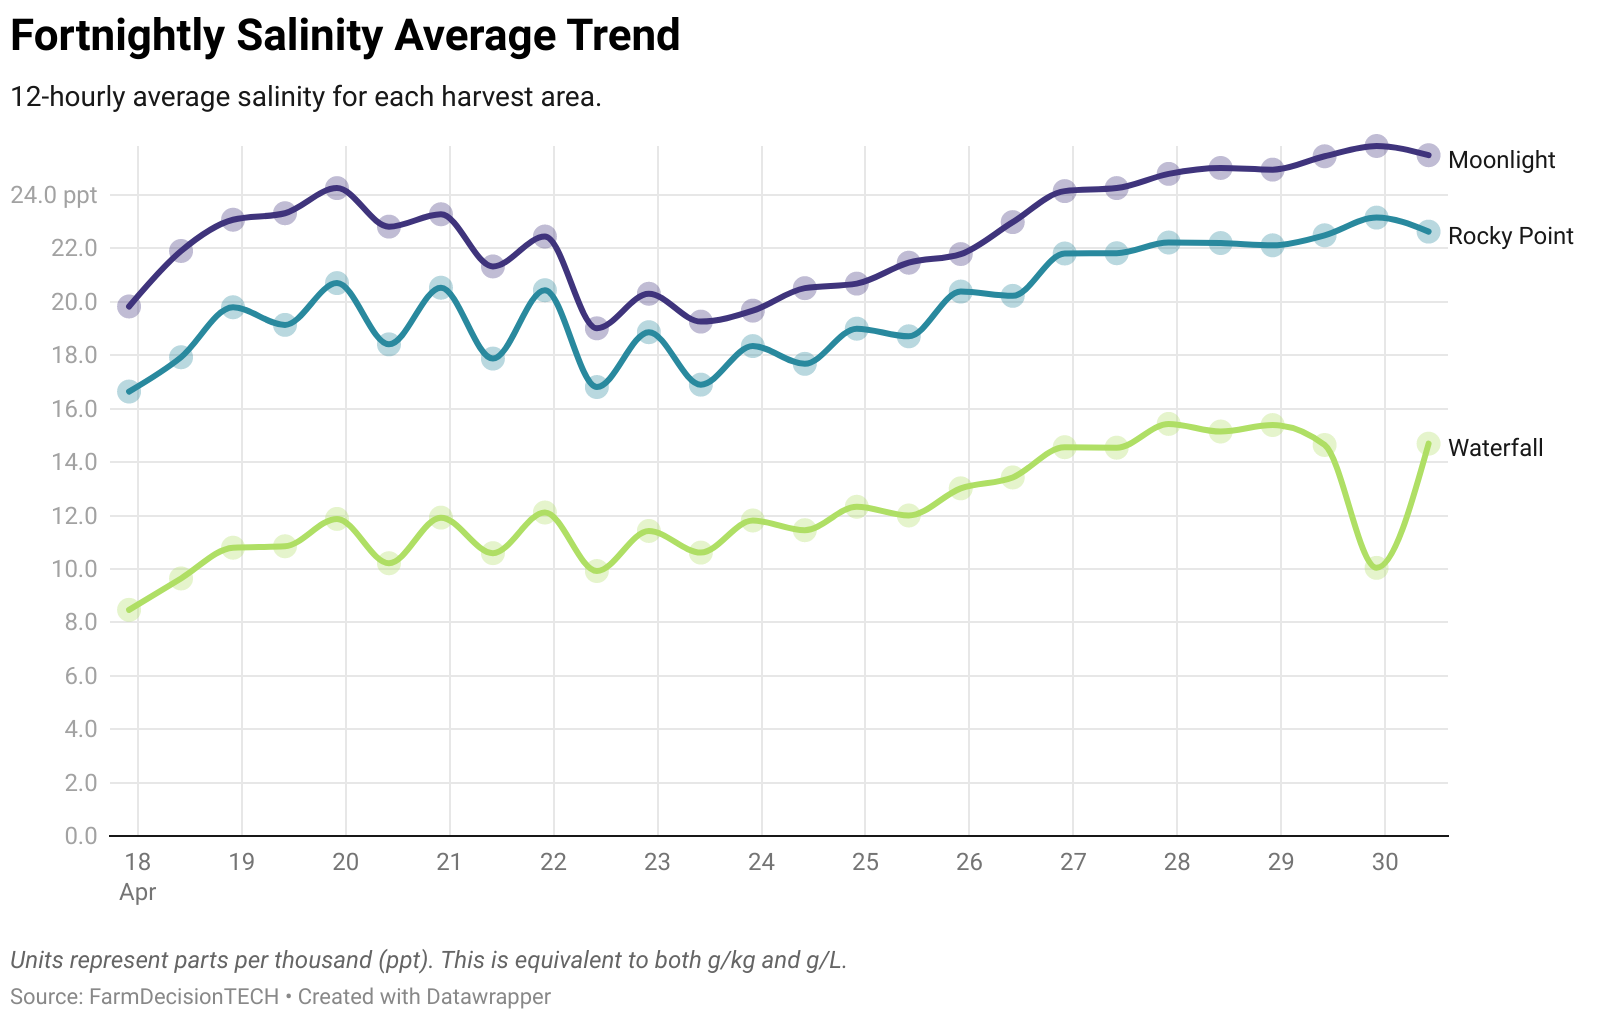 Fortnightly Salinity Average Trend
12-hourly average salinity for each harvest area.
Moonlight
24.0 ppt
Rocky Point
22.0
20.0
18.0
16.0
Waterfall
14.0
12.0
10.0
8.0
6.0
4.0
2.0
0.0
18 19 20 21 22 23 24 25 26 27 28 29 30
Apr
Units represent parts per thousand (ppt). This is equivalent to both g/kg and g/L.
Source: FarmDecisionTECH • Created with Datawrapper